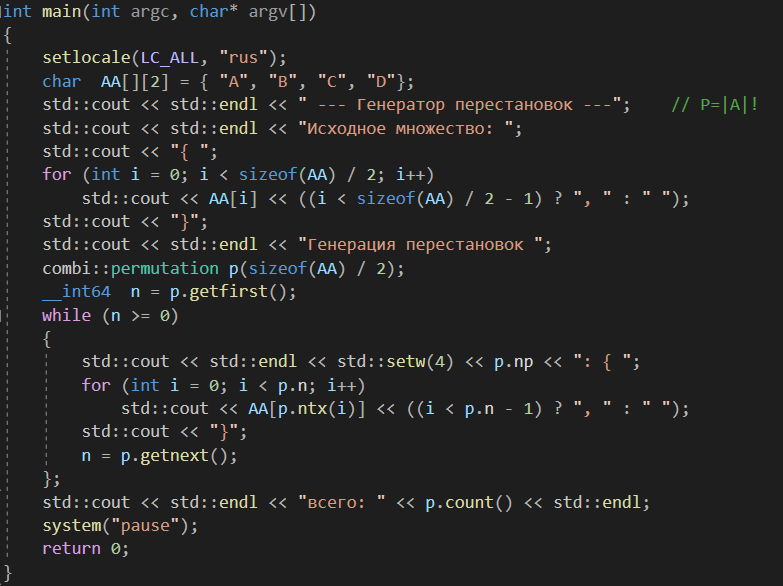 int main(int argc, char* argv[])
{
    setlocale(LC_ALL, "rus");
    char  AA[][2] = { "A", "B", "C", "D"};
    std::cout << std::endl << " --- Генератор перестановок ---";    // P=|A|!
    std::cout << std::endl << "Исходное множество: ";
    std::cout << "{ ";
    for (int i = 0; i < sizeof(AA) / 2; i++)
        std::cout << AA[i] << ((i < sizeof(AA) / 2 - 1) ? ", " : " ");
    std::cout << "}";
    std::cout << std::endl << "Генерация перестановок ";
    combi::permutation p(sizeof(AA) / 2);
    __int64  n = p.getfirst();
    while (n >= 0)
    {
        std::cout << std::endl << std::setw(4) << p.np << ": { ";
        for (int i = 0; i < p.n; i++)
            std::cout << AA[p.ntx(i)] << ((i < p.n - 1) ? ", " : " ");
        std::cout << "}";
        n = p.getnext();
    };
    std::cout << std::endl << "всего: " << p.count() << std::endl;
    system("pause");
    return 0;
}